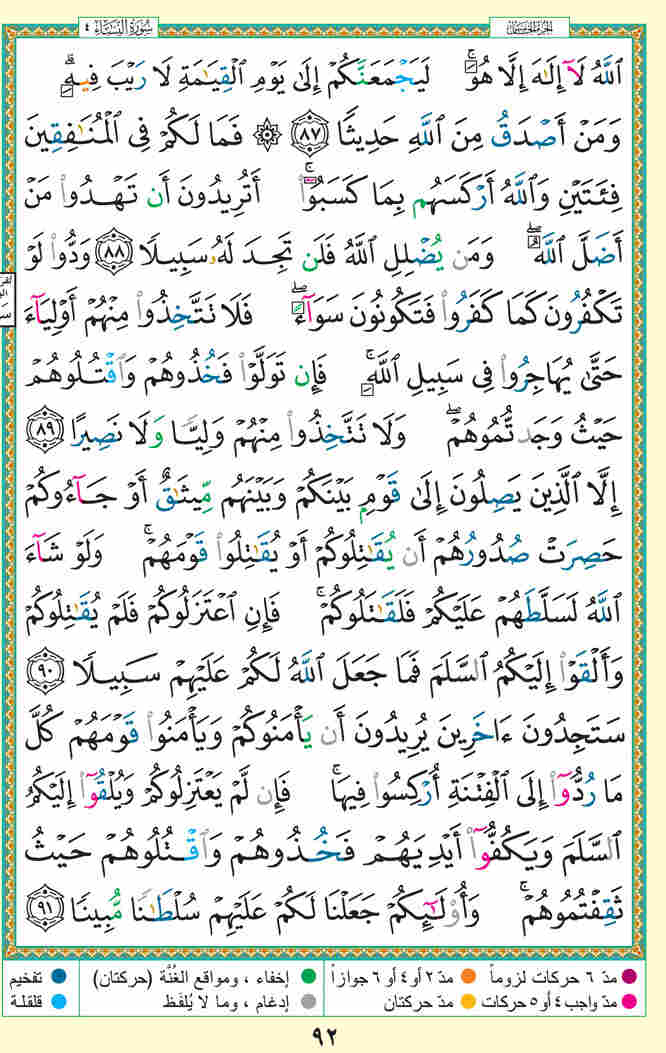 سُورَةُ النِّسَاءِ ٤
الجزء الخامس
ٱللَّهُ لَآ إِلَٰهَ إِلَّا هُوَۚ لَيَجْمَعَنَّكُمْ إِلَىٰ يَوْمِ ٱلْقِيَٰمَةِ لَا رَيْبَ فِيهِۗ
وَمَنْ أَصْدَقُ مِنَ ٱللَّهِ حَدِيثًا ٨٧ ۞ فَمَا لَكُمْ فِى ٱلْمُنَٰفِقِينَ
فِئَتَيْنِ وَٱللَّهُ أَرْكَسَهُم بِمَا كَسَبُوٓا۟ۚ أَتُرِيدُونَ أَن تَهْدُوا۟ مَنْ
أَضَلَّ ٱللَّهُۖ وَمَن يُضْلِلِ ٱللَّهُ فَلَن تَجِدَ لَهُۥ سَبِيلًا ٨٨ وَدُّوا۟ لَوْ
تَكْفُرُونَ كَمَا كَفَرُوا۟ فَتَكُونُونَ سَوَآءًۖ فَلَا تَتَّخِذُوا۟ مِنْهُمْ أَوْلِيَآءَ
حَتَّىٰ يُهَاجِرُوا۟ فِى سَبِيلِ ٱللَّهِۚ فَإِن تَوَلَّوْا۟ فَخُذُوهُمْ وَٱقْتُلُوهُمْ
حَيْثُ وَجَدتُّمُوهُمْۖ وَلَا تَتَّخِذُوا۟ مِنْهُمْ وَلِيًّا وَلَا نَصِيرًا ٨٩
إِلَّا ٱلَّذِينَ يَصِلُونَ إِلَىٰ قَوْمٍۭ بَيْنَكُمْ وَبَيْنَهُم مِّيثَٰقٌ أَوْ جَآءُوكُمْ
حَصِرَتْ صُدُورُهُمْ أَن يُقَٰتِلُوكُمْ أَوْ يُقَٰتِلُوا۟ قَوْمَهُمْۚ وَلَوْ شَآءَ
ٱللَّهُ لَسَلَّطَهُمْ عَلَيْكُمْ فَلَقَٰتَلُوكُمْۚ فَإِنِ ٱعْتَزَلُوكُمْ فَلَمْ يُقَٰتِلُوكُمْ
وَأَلْقَوْا۟ إِلَيْكُمُ ٱلسَّلَمَ فَمَا جَعَلَ ٱللَّهُ لَكُمْ عَلَيْهِمْ سَبِيلًا ٩٠
سَتَجِدُونَ ءَاخَرِينَ يُرِيدُونَ أَن يَأْمَنُوكُمْ وَيَأْمَنُوا۟ قَوْمَهُمْ كُلَّ
مَا رُدُّوٓا۟ إِلَى ٱلْفِتْنَةِ أُرْكِسُوا۟ فِيهَاۚ فَإِن لَّمْ يَعْتَزِلُوكُمْ وَيُلْقُوٓا۟ إِلَيْكُمُ
ٱلسَّلَمَ وَيَكُفُّوٓا۟ أَيْدِيَهُمْ فَخُذُوهُمْ وَٱقْتُلُوهُمْ حَيْثُ
ثَقِفْتُمُوهُمْۚ وَأُو۟لَٰٓئِكُمْ جَعَلْنَا لَكُمْ عَلَيْهِمْ سُلْطَٰنًا مُّبِينًا ٩١
مدّ ٦ حركات لزوماً مدّ ٢ أو ٤ أو ٦ جوازاً إخفاء ، ومواقع الغُنَّة (حركتان) تفخيم
مدّ واجب ٤ أو ٥ حركات مدّ حركتان إدغام ، وما لا يُلفَظ قلقلة
٩٢